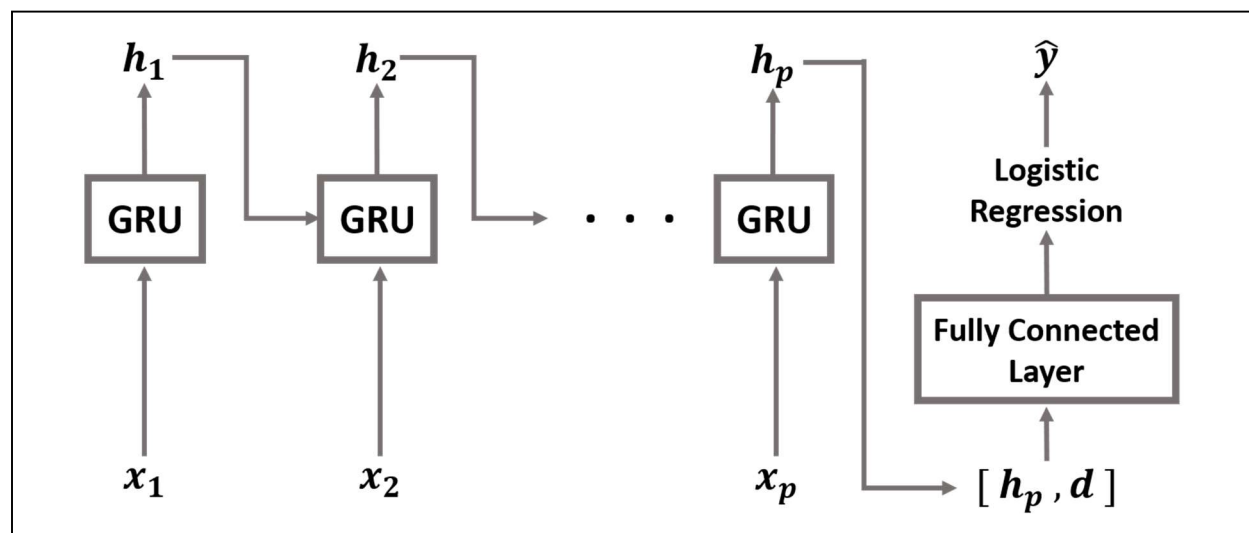 h₁ h₂ hₚ ŷ
GRU GRU . . . GRU
Logistic
Regression
Fully Connected
Layer
x₁ x₂ xₚ [ hₚ , d ]